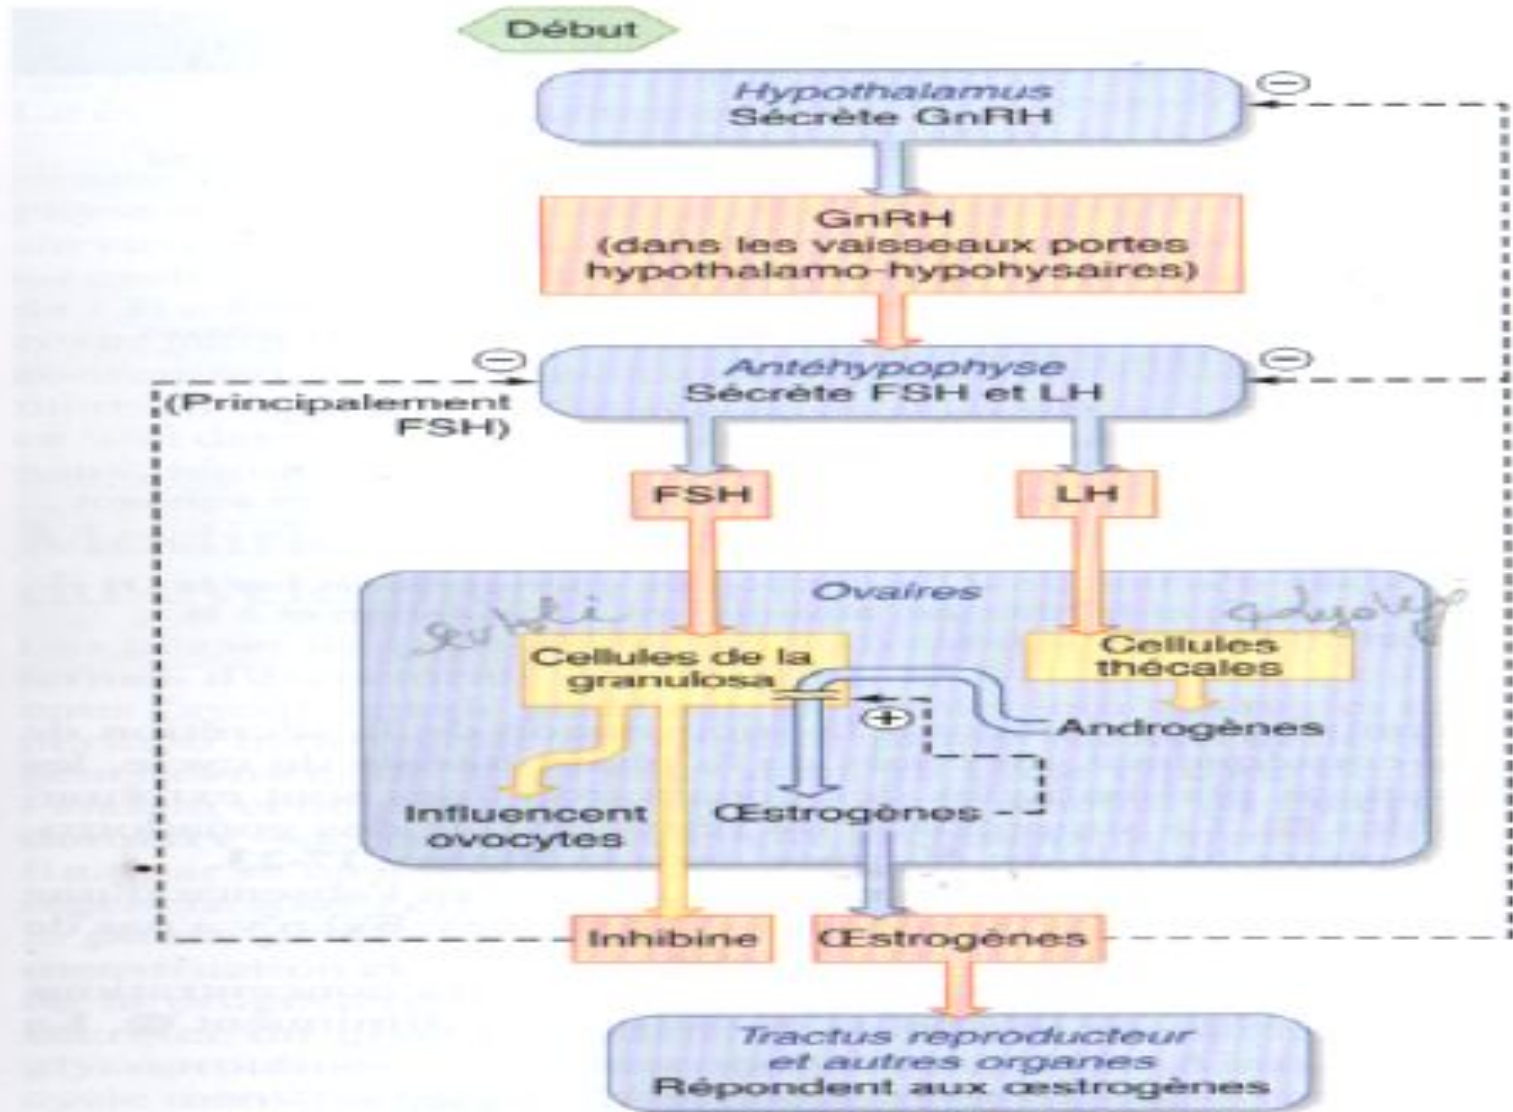 Début
Hypothalamus
Sécrète GnRH
GnRH
(dans les vaisseaux portes
hypothalamo-hypohysaires)
Antéhypophyse
Sécrète FSH et LH
(Principalement
FSH)
FSH
LH
Ovaires
Cellules de la
granulosa
Cellules
thécales
Androgènes
Influencent
ovocytes
Œstrogènes
Inhibine
Œstrogènes
Tractus reproducteur
et autres organes
Répondent aux œstrogènes